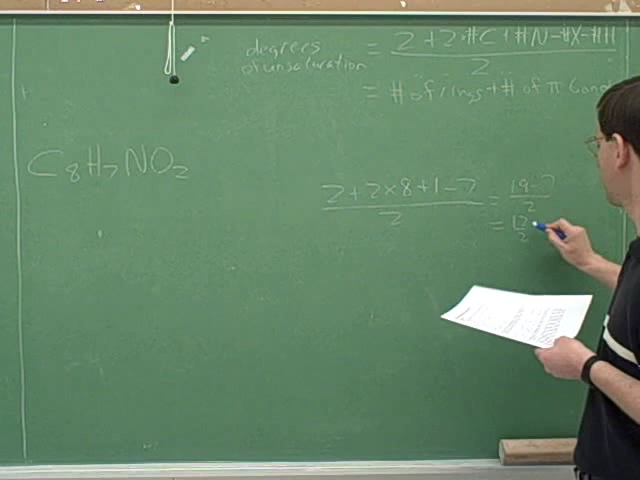 degrees of unsaturation = 2+2·#C+#N-#X-#H
2
= # of rings + # of π bonds
C8H7NO2
2+2×8+1-7 = 19-7
2 2
= 12
2